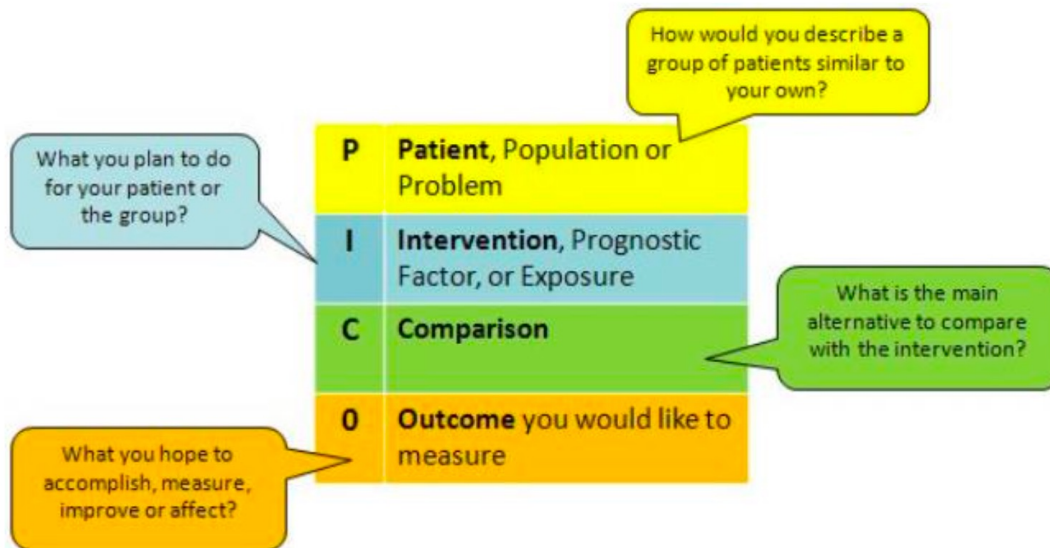 How would you describe a
group of patients similar to
your own?
What you plan to do
for your patient or
the group?
P Patient, Population or
Problem
I Intervention, Prognostic
Factor, or Exposure
What is the main
alternative to compare
with the intervention?
C Comparison
0 Outcome you would like to
measure
What you hope to
accomplish, measure,
improve or affect?